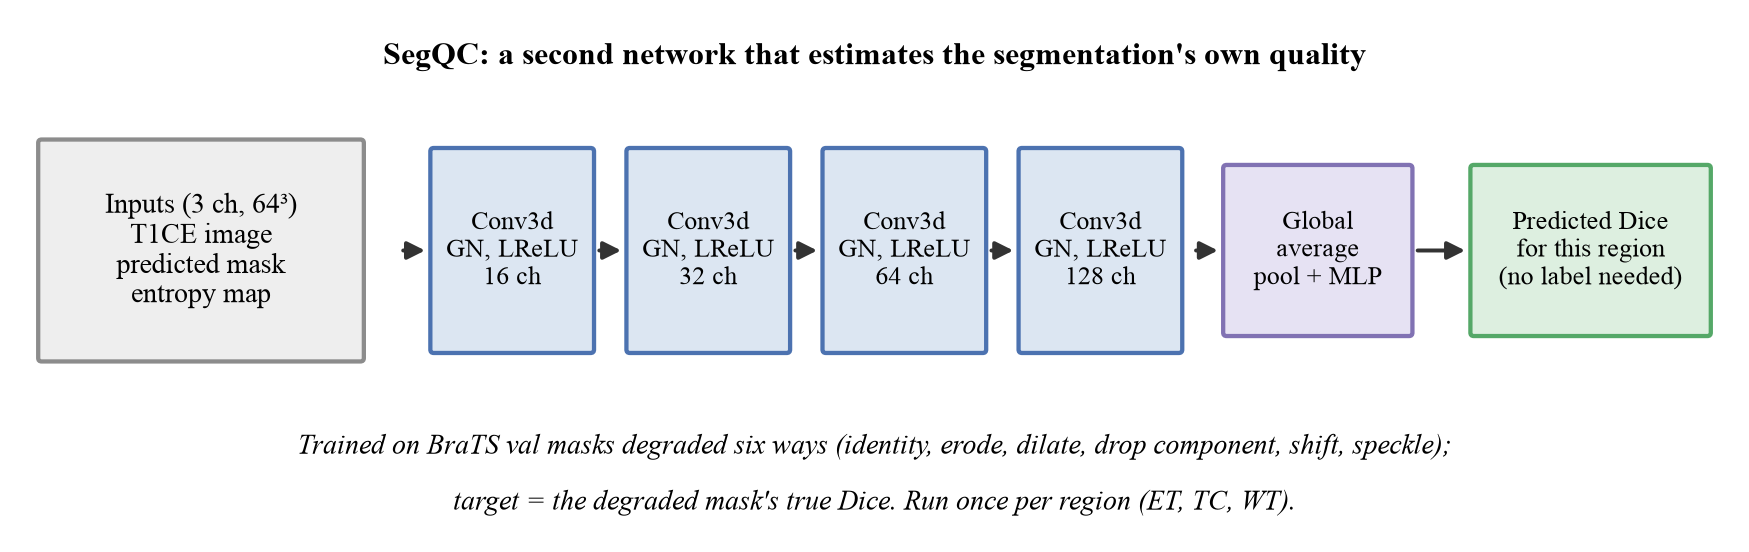 SegQC: a second network that estimates the segmentation's own quality
Inputs (3 ch, 64³)
T1CE image
predicted mask
entropy map
Conv3d
GN, LReLU
16 ch
Conv3d
GN, LReLU
32 ch
Conv3d
GN, LReLU
64 ch
Conv3d
GN, LReLU
128 ch
Global
average
pool + MLP
Predicted Dice
for this region
(no label needed)
Trained on BraTS val masks degraded six ways (identity, erode, dilate, drop component, shift, speckle);
target = the degraded mask's true Dice. Run once per region (ET, TC, WT).